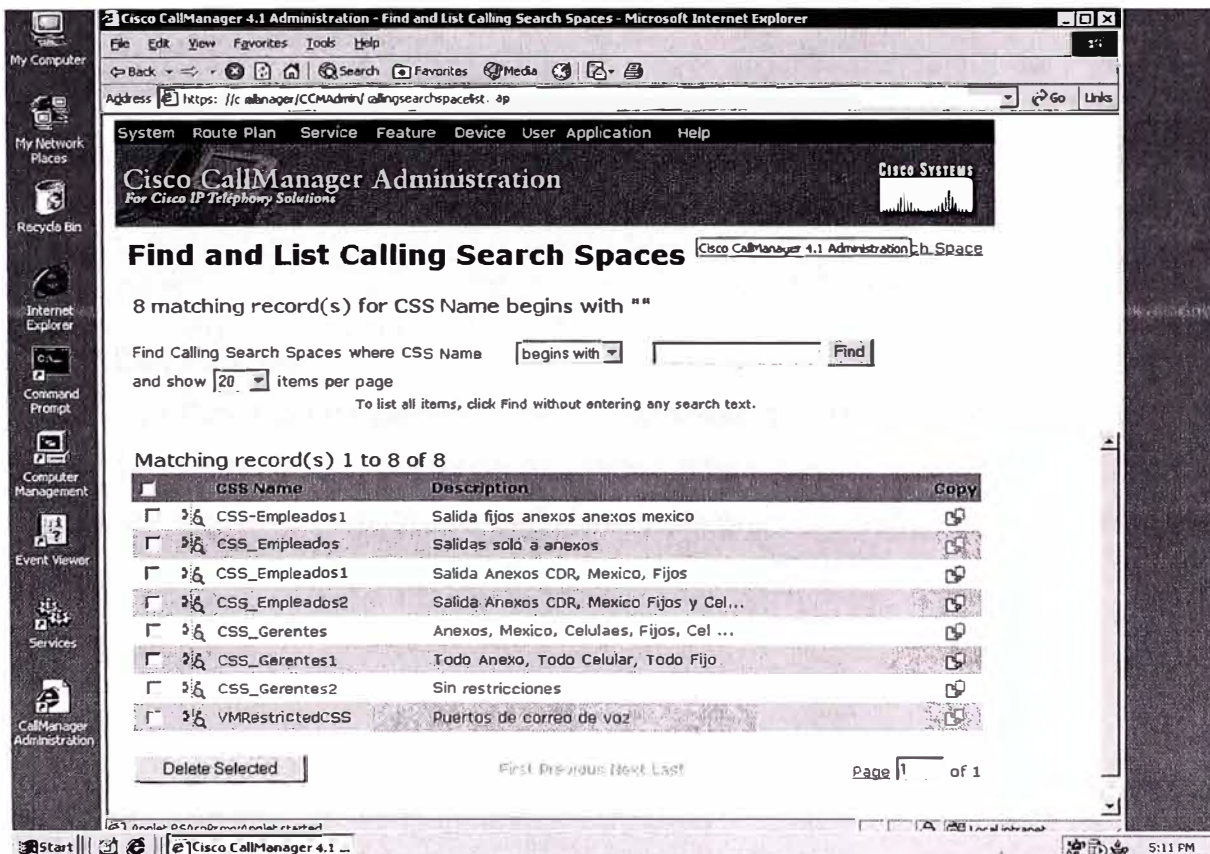 Cisco CallManager 4.1 Administration - Find and List Calling Search Spaces - Microsoft Internet Explorer
File Edit View Favorites Tools Help
Back Search Favorites Media
Address https: //c allmanager/CCMAdmin/ callingsearchspacelist. ap Go Links
System Route Plan Service Feature Device User Application Help
Cisco CallManager Administration
For Cisco IP Telephony Solutions
CISCO SYSTEMS
Find and List Calling Search Spaces
Cisco CallManager 4.1 Administration ch Space
8 matching record(s) for CSS Name begins with ""
Find Calling Search Spaces where CSS Name begins with Find
and show 20 items per page
To list all items, click Find without entering any search text.
Matching record(s) 1 to 8 of 8
CSS Name Description Copy
CSS-Empleados1 Salida fijos anexos anexos mexico
CSS_Empleados Salidas solo a anexos
CSS_Empleados1 Salida Anexos CDR, Mexico, Fijos
CSS_Empleados2 Salida Anexos CDR, Mexico Fijos y Cel...
CSS_Gerentes Anexos, Mexico, Celulaes, Fijos, Cel ...
CSS_Gerentes1 Todo Anexo, Todo Celular, Todo Fijo
CSS_Gerentes2 Sin restricciones
VMRestrictedCSS Puertos de correo de voz
Delete Selected First Previous Next Last Page 1 of 1
Local intranet
My Computer
My Network Places
Recycle Bin
Internet Explorer
Command Prompt
Computer Management
Event Viewer
Services
CallManager Administration
Start Cisco CallManager 4.1 ... 5:11 PM